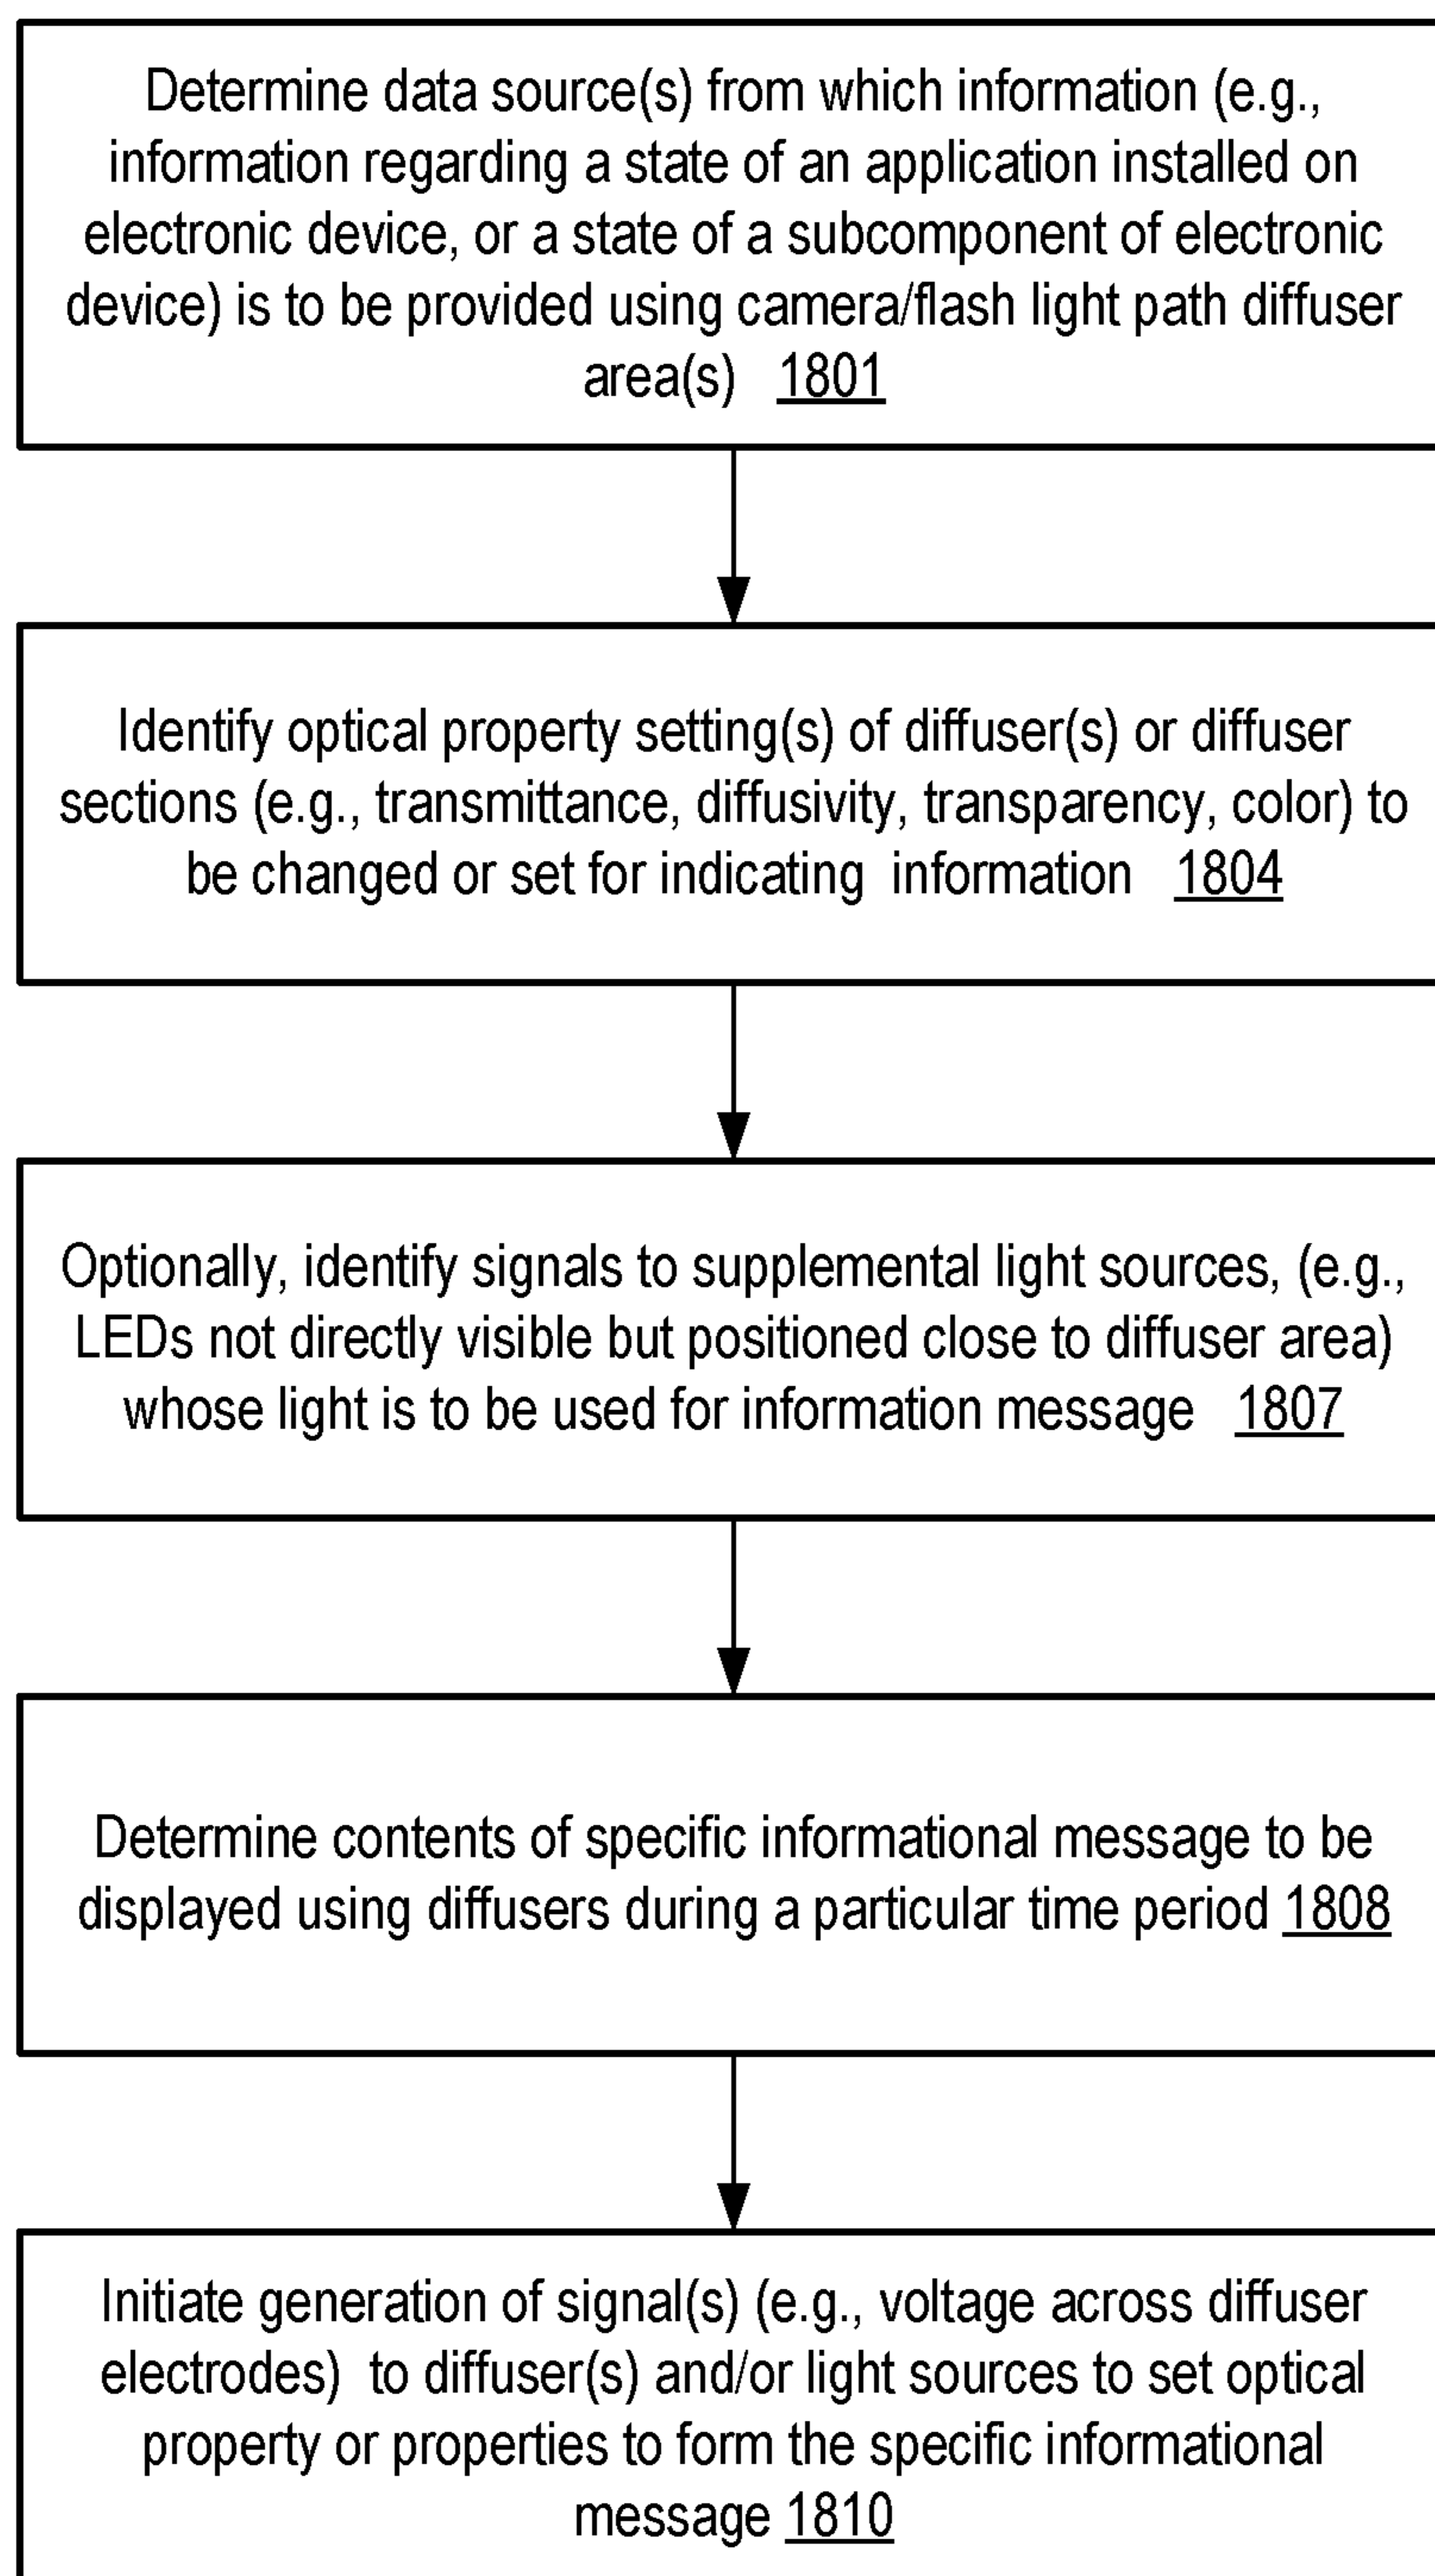 Determine data source(s) from which information (e.g.,
information regarding a state of an application installed on
electronic device, or a state of a subcomponent of electronic
device) is to be provided using camera/flash light path diffuser
area(s) 1801
Identify optical property setting(s) of diffuser(s) or diffuser
sections (e.g., transmittance, diffusivity, transparency, color) to
be changed or set for indicating information 1804
Optionally, identify signals to supplemental light sources, (e.g.,
LEDs not directly visible but positioned close to diffuser area)
whose light is to be used for information message 1807
Determine contents of specific informational message to be
displayed using diffusers during a particular time period 1808
Initiate generation of signal(s) (e.g., voltage across diffuser
electrodes) to diffuser(s) and/or light sources to set optical
property or properties to form the specific informational
message 1810